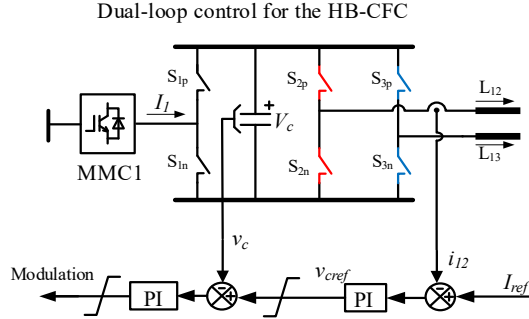 Dual-loop control for the HB-CFC
S1p
S2p
S3p
L12
I1
+
Vc
MMC1
S1n
S2n
S3n
L13
vc
i12
Modulation
vcref
Iref
PI
-
+
PI
-
+